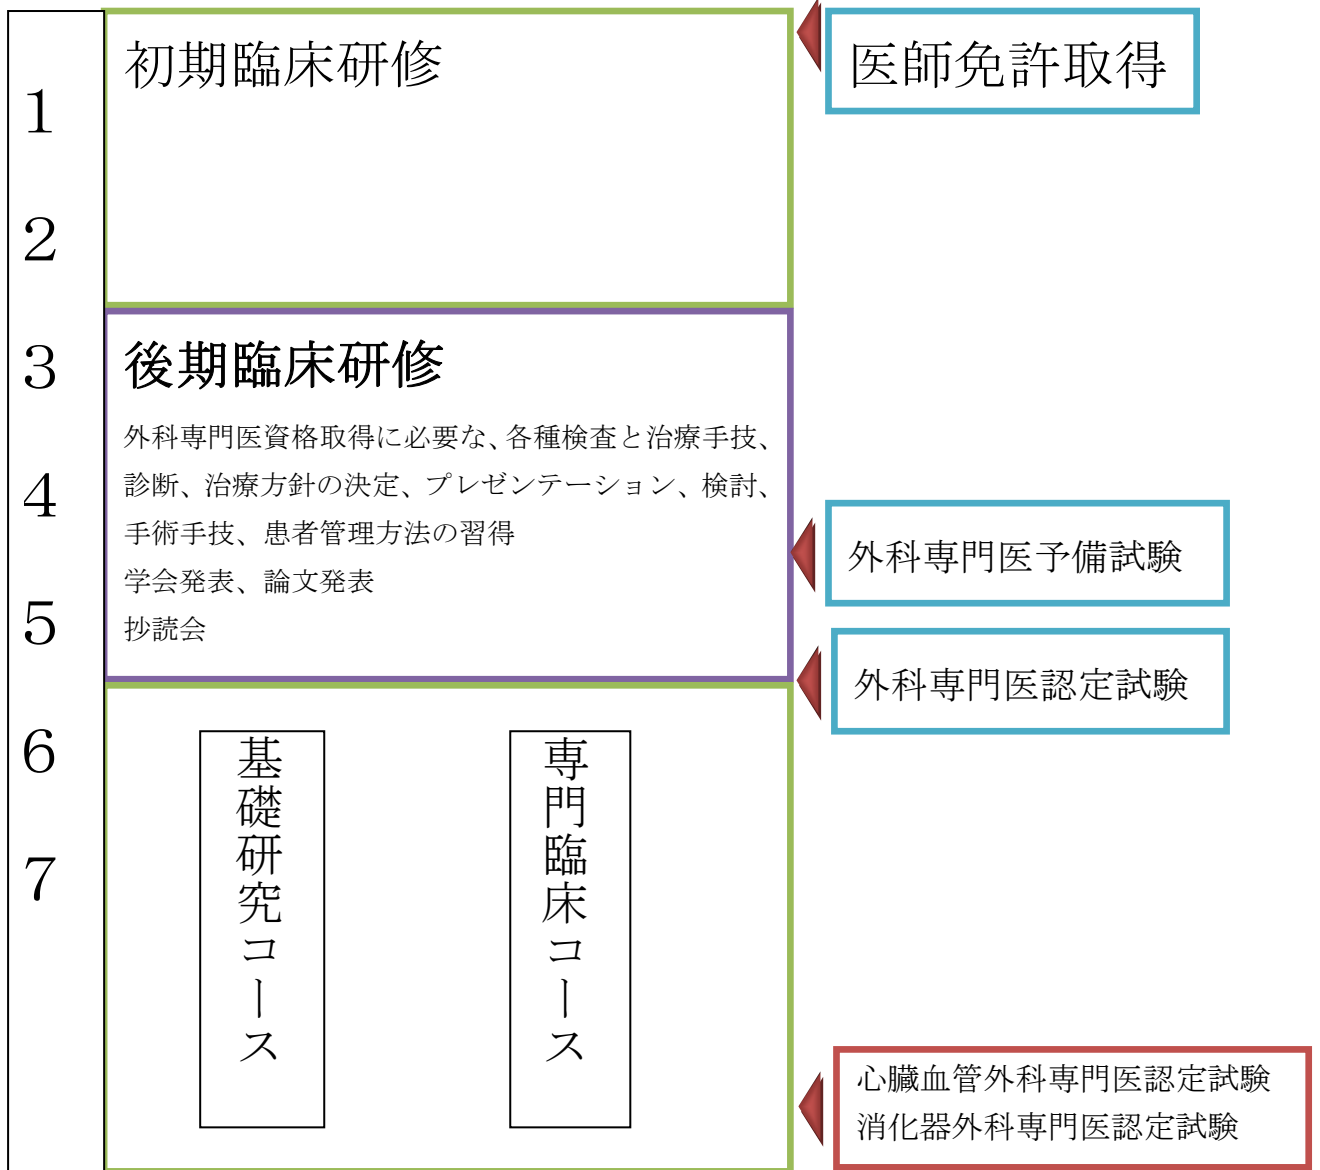 1
2
3
4
5
6
7
初期臨床研修
医師免許取得
後期臨床研修
外科専門医資格取得に必要な、各種検査と治療手技、
診断、治療方針の決定、プレゼンテーション、検討、
手術手技、患者管理方法の習得
学会発表、論文発表
抄読会
外科専門医予備試験
外科専門医認定試験
基礎研究コース
専門臨床コース
心臓血管外科専門医認定試験
消化器外科専門医認定試験